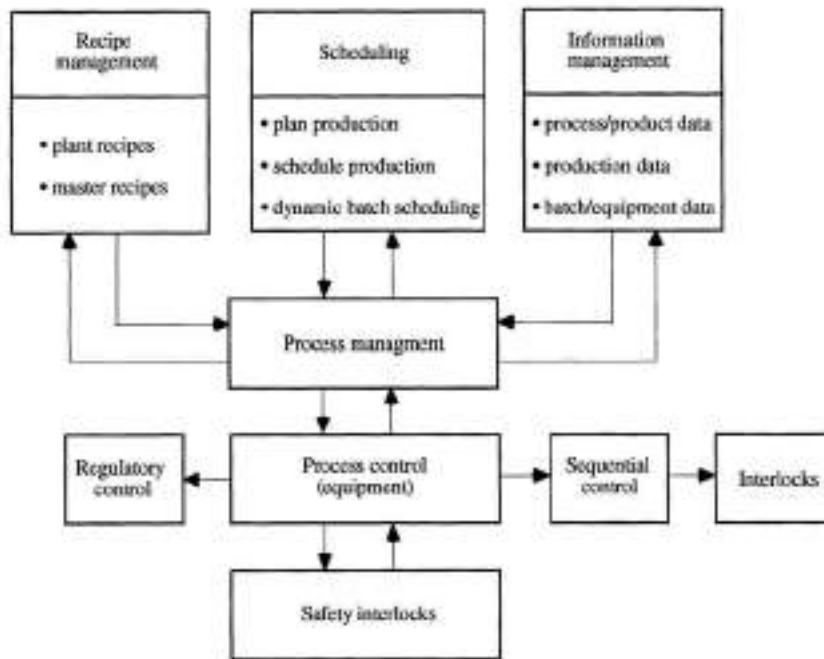 Recipe
management
• plant recipes
• master recipes
Scheduling
• plan production
• schedule production
• dynamic batch scheduling
Information
management
• process/product data
• production data
• batch/equipment data
Process managment
Regulatory
control
Process control
(equipment)
Sequential
control
Interlocks
Safety interlocks